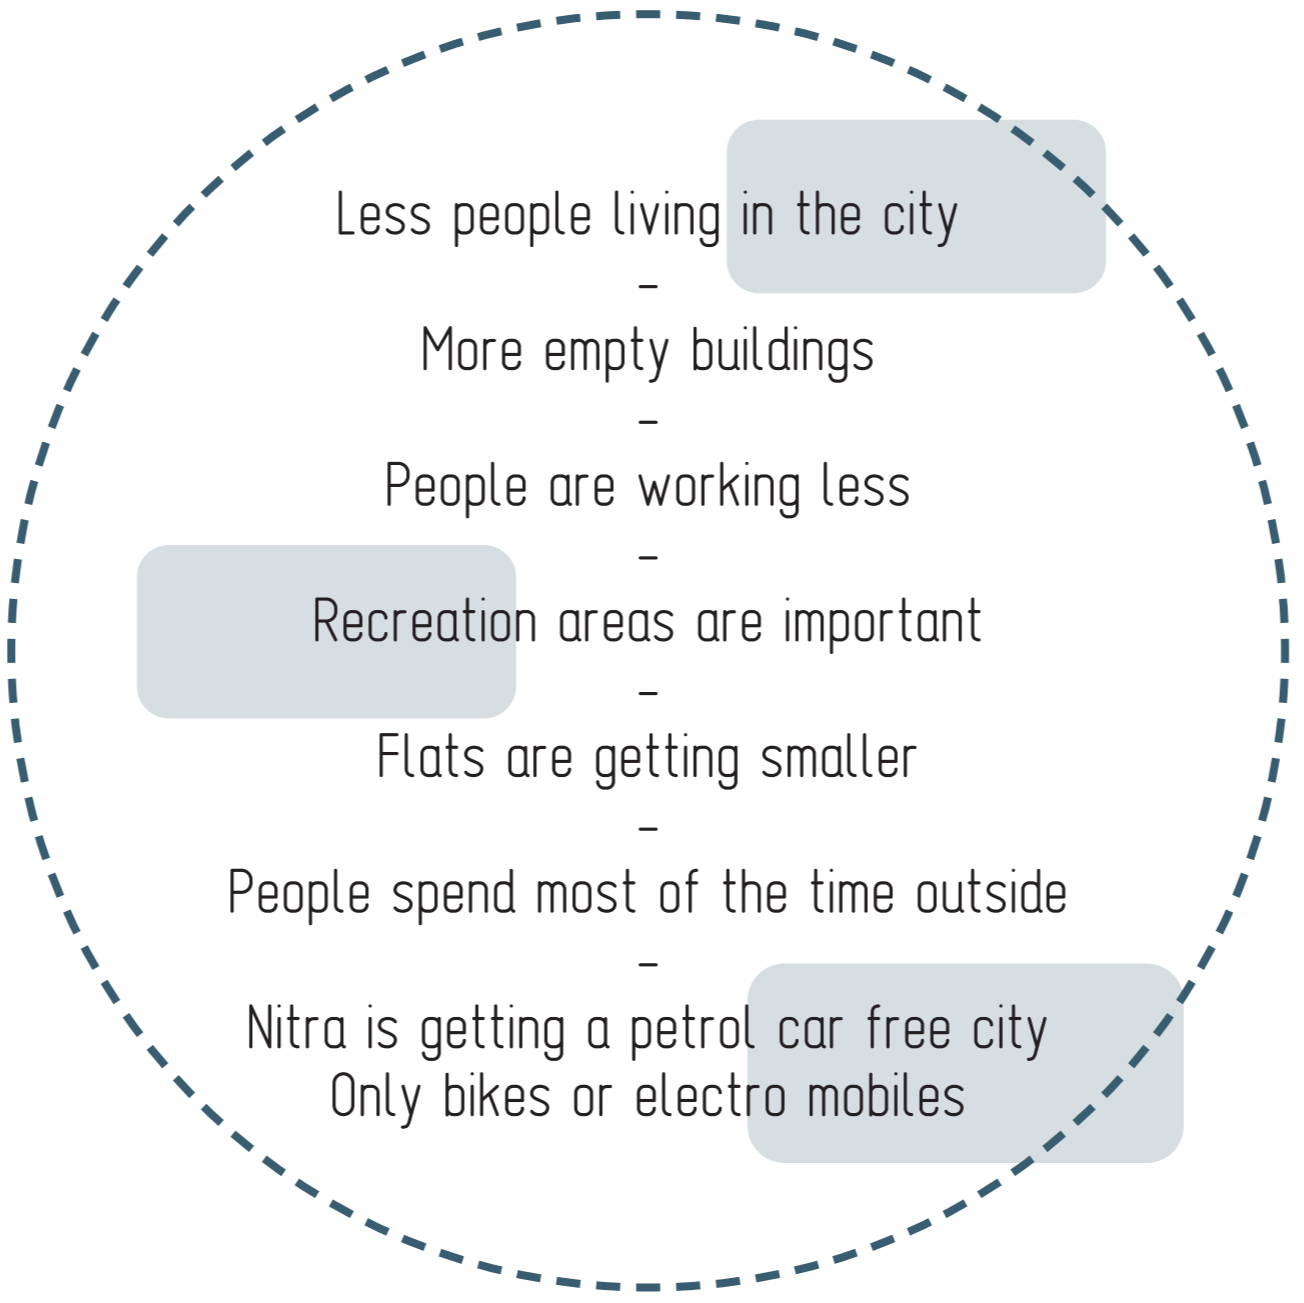 Less people living in the city
-
More empty buildings
-
People are working less
-
Recreation areas are important
-
Flats are getting smaller
-
People spend most of the time outside
-
Nitra is getting a petrol car free city
Only bikes or electro mobiles